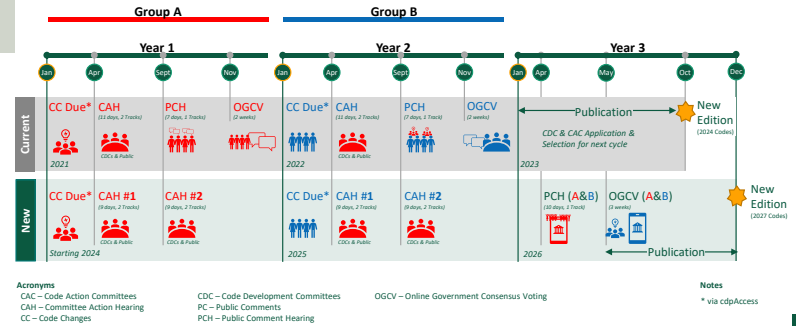 Group A
Group B
Year 1
Year 2
Year 3
Jan
Apr
Sept
Nov
Jan
Apr
Sept
Nov
Jan
Apr
May
Oct
Dec
Current
CC Due*
CAH
(11 days, 2 Tracks)
CDCs & Public
PCH
(7 days, 1 Track)
OGCV
(2 weeks)
2021
CC Due*
CAH
(11 days, 2 Tracks)
CDCs & Public
PCH
(7 days, 1 Track)
OGCV
(2 weeks)
2022
Publication
CDC & CAC Application &
Selection for next cycle
2023
New
Edition
(2024 Codes)
New
CC Due*
CAH #1
(9 days, 2 Tracks)
CDCs & Public
CAH #2
(9 days, 2 Tracks)
CDCs & Public
Starting 2024
CC Due*
CAH #1
(9 days, 2 Tracks)
CDCs & Public
CAH #2
(9 days, 2 Tracks)
CDCs & Public
2025
PCH (A&B)
(10 days, 1 Track)
OGCV (A&B)
(3 weeks)
Publication
2026
New
Edition
(2027 Codes)
Acronyms
CAC – Code Action Committees
CAH – Committee Action Hearing
CC – Code Changes
CDC – Code Development Committees
PC – Public Comments
PCH – Public Comment Hearing
OGCV – Online Government Consensus Voting
Notes
* via cdpAccess